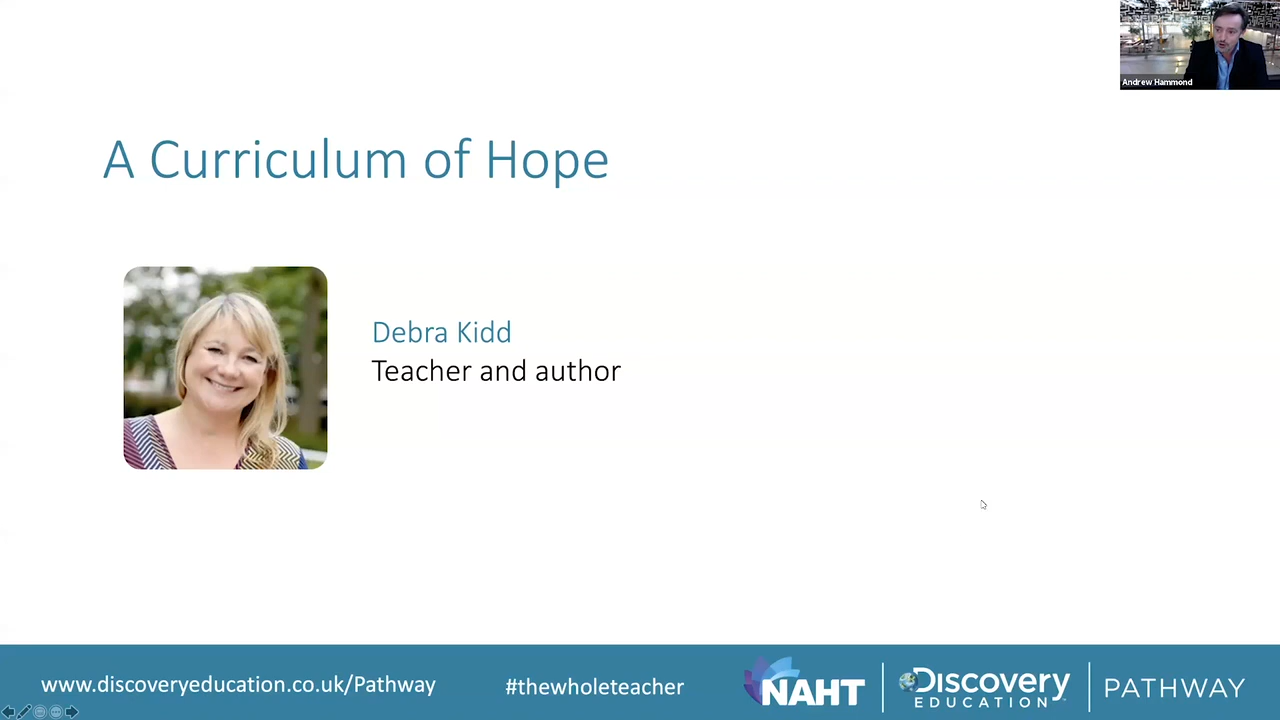 Andrew Hammond
A Curriculum of Hope
Debra Kidd
Teacher and author
www.discoveryeducation.co.uk/Pathway
#thewholeteacher
NAHT
Discovery
EDUCATION
PATHWAY